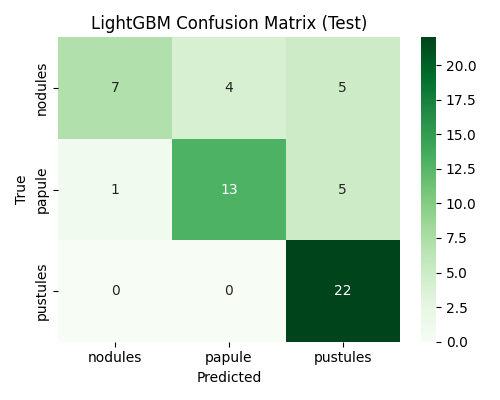 LightGBM Confusion Matrix (Test)
True
nodules
7 4 5
papule
1 13 5
pustules
0 0 22
nodules papule pustules
Predicted
20.0
17.5
15.0
12.5
10.0
7.5
5.0
2.5
0.0